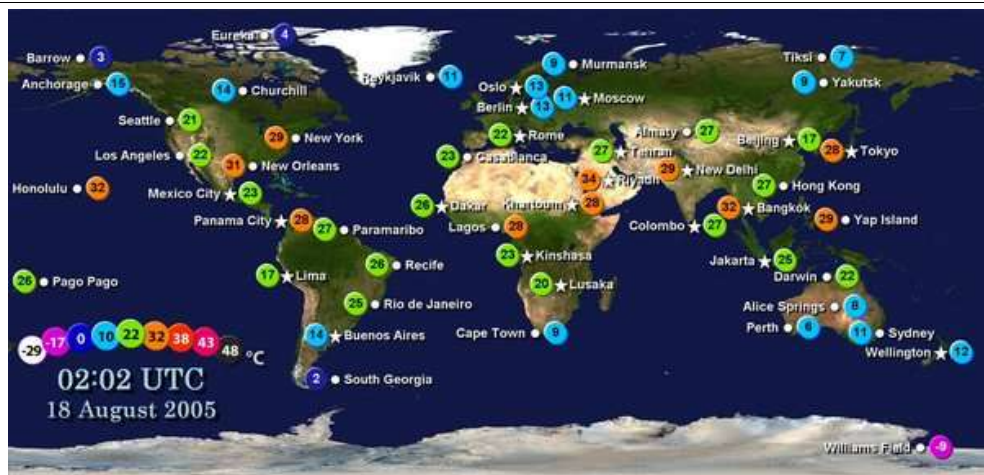 Eureka 4
Barrow 3
Murmansk 9
Tiksi 7
Reykjavik 11
Anchorage 15
Churchill 14
Oslo 13
Yakutsk 9
Moscow 11
Berlin 13
Seattle 21
New York 29
Rome 22
Almaty 27
Beijing 17
Tokyo 28
Los Angeles 22
New Orleans 31
Casablanca 23
Tehran 27
New Delhi 29
Honolulu 32
Mexico City 23
Riyadh 34
Hong Kong 27
Dakar 26
Khartoum 28
Bangkok 32
Panama City 28
Paramaribo 27
Lagos 28
Colombo 27
Yap Island 29
Kinshasa 23
Jakarta 25
Pago Pago 26
Lima 17
Recife 26
Lusaka 20
Darwin 22
Rio de Janeiro 25
Alice Springs 8
Buenos Aires 14
Cape Town 9
Perth 6
Sydney 11
Wellington 12
-29 -17 0 10 22 32 38 43 48 °C
02:02 UTC
South Georgia 2
18 August 2005
Williams Field -9